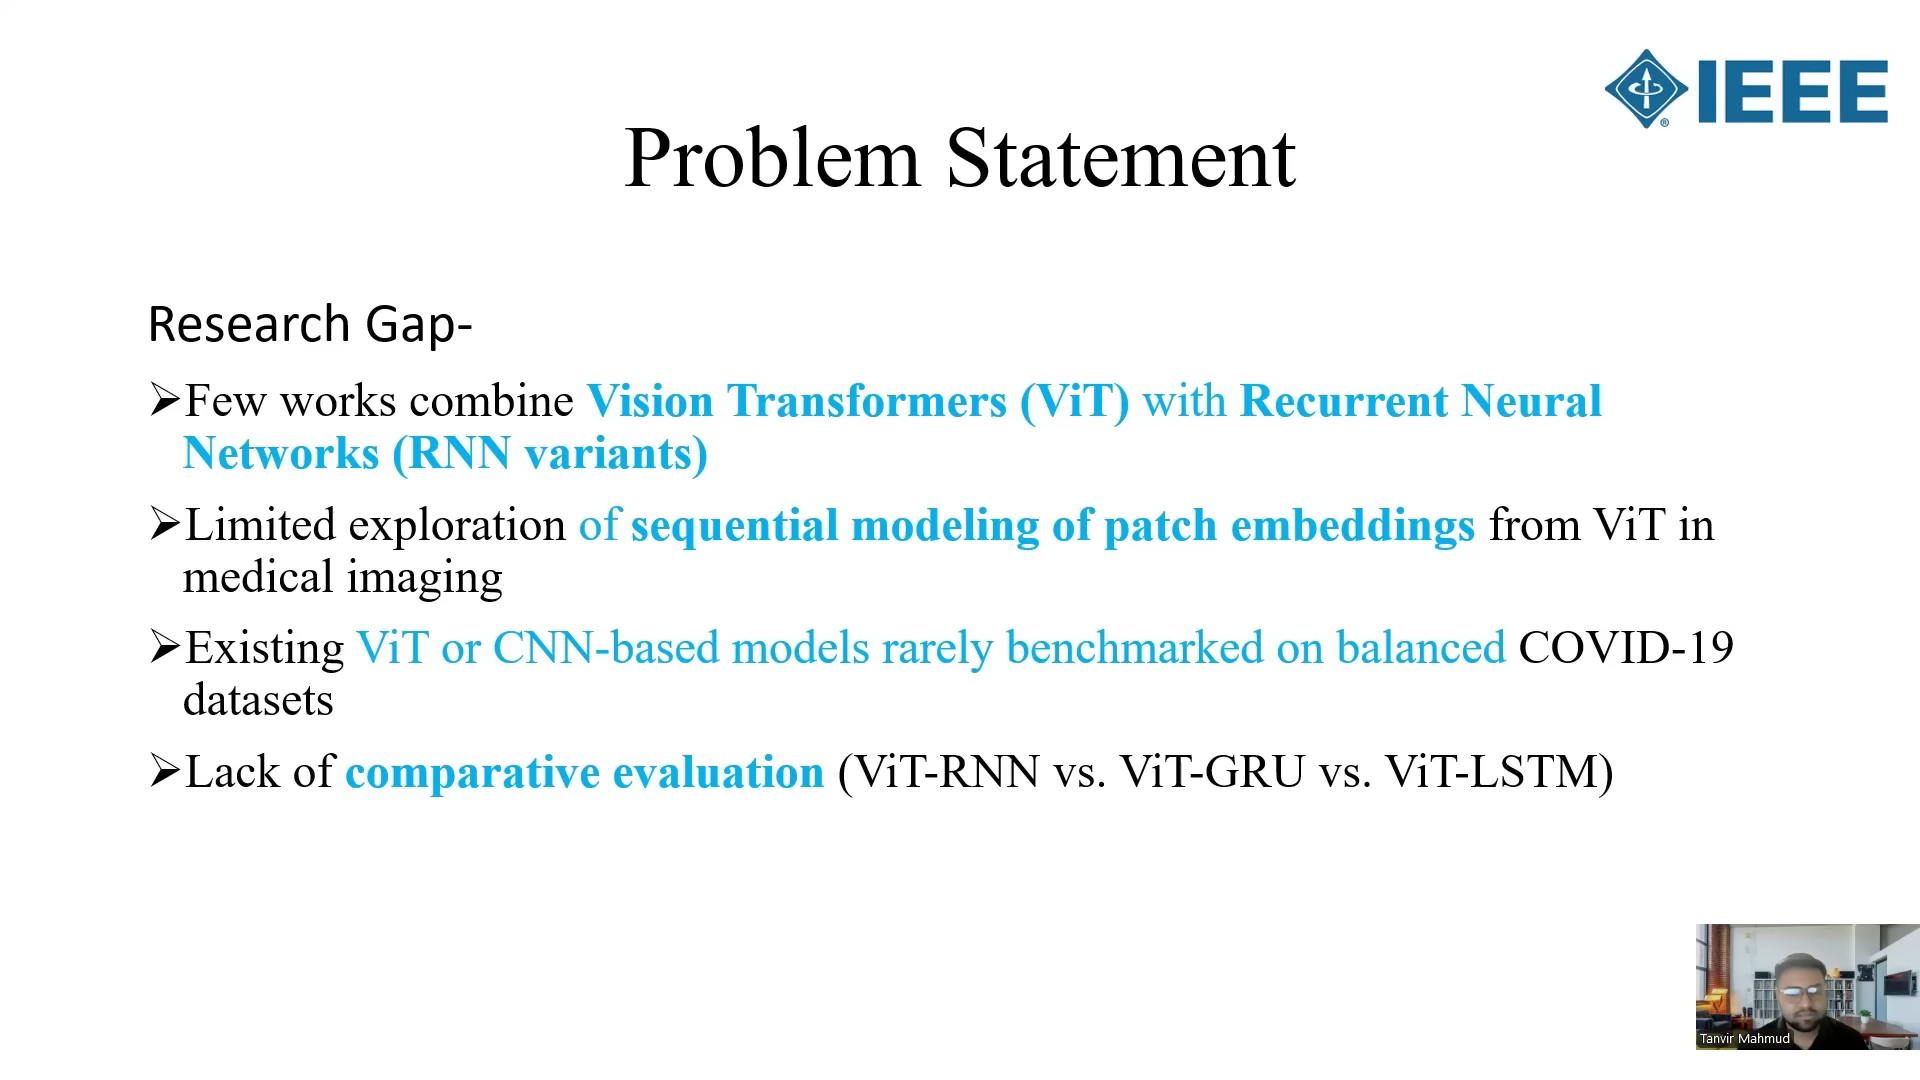 IEEE
Problem Statement
Research Gap-
➢Few works combine Vision Transformers (ViT) with Recurrent Neural
Networks (RNN variants)
➢Limited exploration of sequential modeling of patch embeddings from ViT in
medical imaging
➢Existing ViT or CNN-based models rarely benchmarked on balanced COVID-19
datasets
➢Lack of comparative evaluation (ViT-RNN vs. ViT-GRU vs. ViT-LSTM)
Tanvir Mahmud